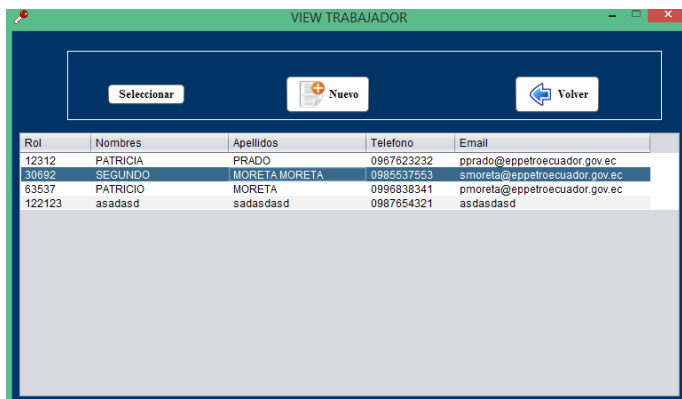 VIEW TRABAJADOR
Seleccionar Nuevo Volver
Rol Nombres Apellidos Telefono Email
12312 PATRICIA PRADO 0967623232 pprado@eppetroecuador.gov.ec
30692 SEGUNDO MORETA MORETA 0985537553 smoreta@eppetroecuador.gov.ec
63537 PATRICIO MORETA 0996838341 pmoreta@eppetroecuador.gov.ec
122123 asadasd sadasdasd 0987654321 asdasdasd